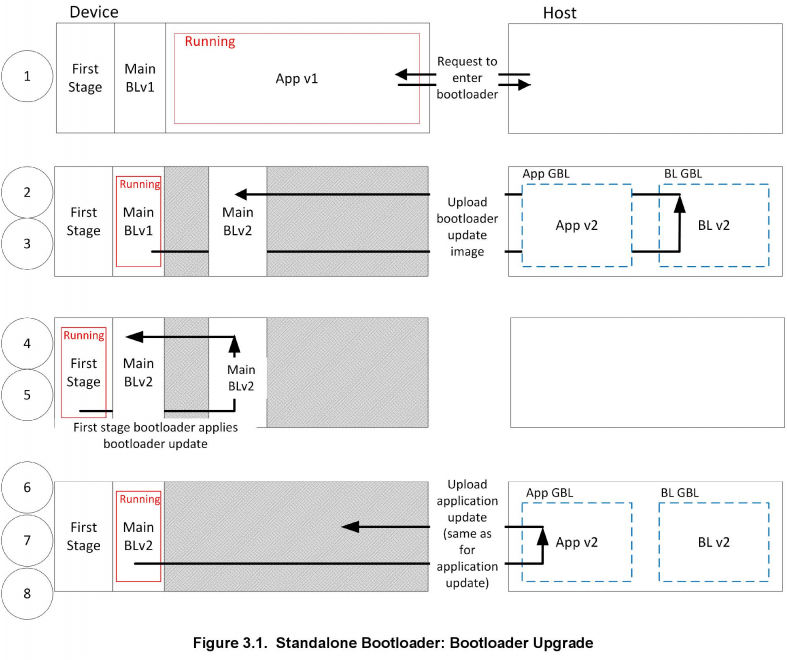 Device
Host
1
First
Stage
Main
BLv1
Running
App v1
Request to
enter
bootloader
2
3
First
Stage
Running
Main
BLv1
Main
BLv2
Upload
bootloader
update
image
App GBL
App v2
BL GBL
BL v2
4
5
Running
First
Stage
Main
BLv2
Main
BLv2
First stage bootloader applies
bootloader update
6
7
8
First
Stage
Running
Main
BLv2
Upload
application
update
(same as
for
application
update)
App GBL
App v2
BL GBL
BL v2
Figure 3.1. Standalone Bootloader: Bootloader Upgrade